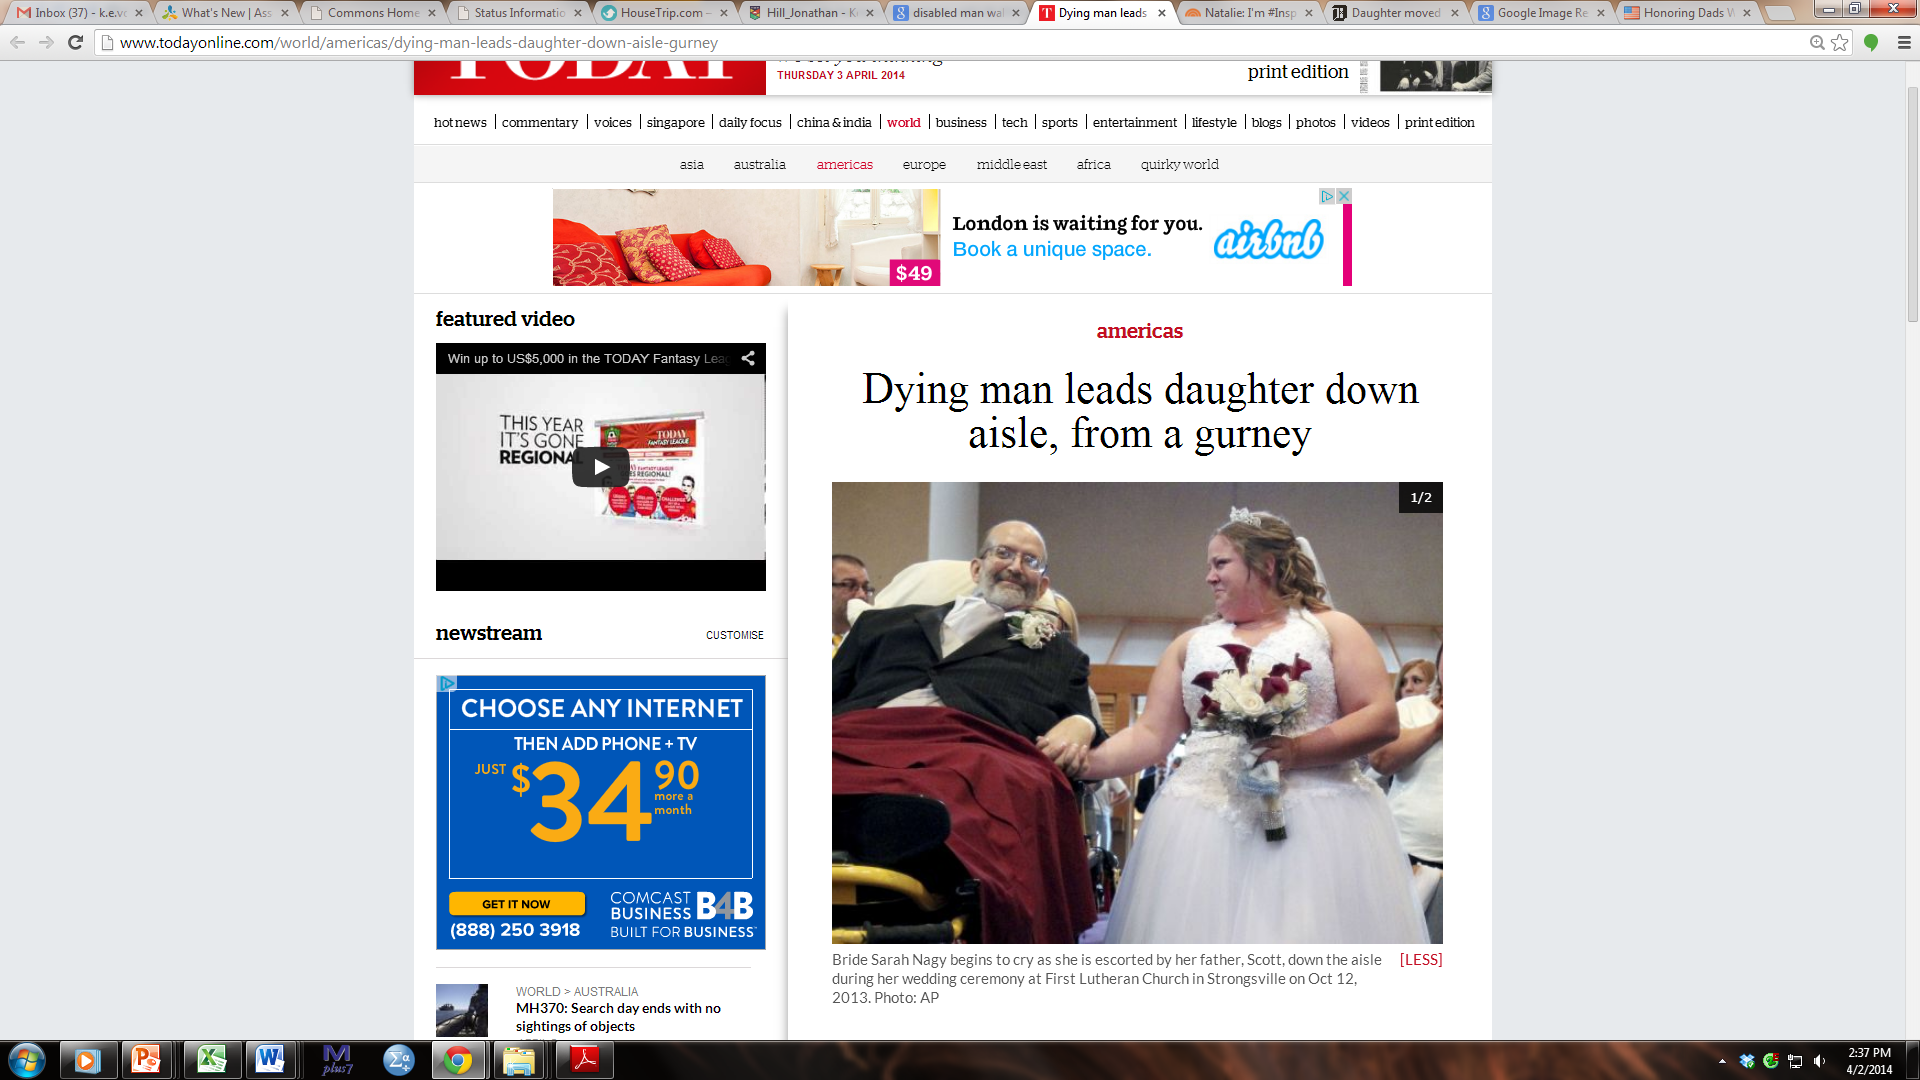 Inbox (37) - k.e.vo
What's New | Ass
Commons Home
Status Informatio
HouseTrip.com –
Hill_Jonathan - K
disabled man wa
Dying man leads
Natalie: I'm #Insp
Daughter moved
Google Image Re
Honoring Dads W
www.todayonline.com/world/americas/dying-man-leads-daughter-down-aisle-gurney
TODAY
THURSDAY 3 APRIL 2014
print edition
hot news | commentary | voices | singapore | daily focus | china & india | world | business | tech | sports | entertainment | lifestyle | blogs | photos | videos | print edition
asia australia americas europe middle east africa quirky world
London is waiting for you.
Book a unique space.
airbnb
$49
featured video
Win up to US$5,000 in the TODAY Fantasy Lea
THIS YEAR
IT'S GONE
REGIONAL
TODAY
FANTASY LEAGUE
newstream
CUSTOMISE
CHOOSE ANY INTERNET
THEN ADD PHONE + TV
JUST $34 90
more a
month
GET IT NOW
(888) 250 3918
COMCAST
BUSINESS B4B
BUILT FOR BUSINESS
WORLD > AUSTRALIA
MH370: Search day ends with no
sightings of objects
americas
Dying man leads daughter down
aisle, from a gurney
1/2
Bride Sarah Nagy begins to cry as she is escorted by her father, Scott, down the aisle [LESS]
during her wedding ceremony at First Lutheran Church in Strongsville on Oct 12,
2013. Photo: AP
M
plus7
2:37 PM
4/2/2014